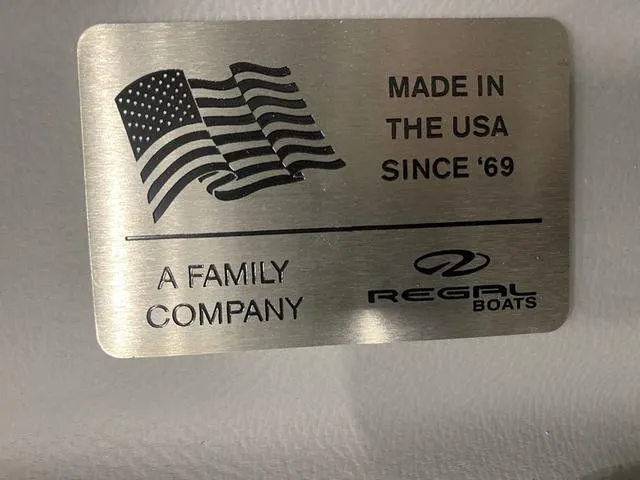 MADE IN
THE USA
SINCE '69
A FAMILY
COMPANY
REGAL
BOATS